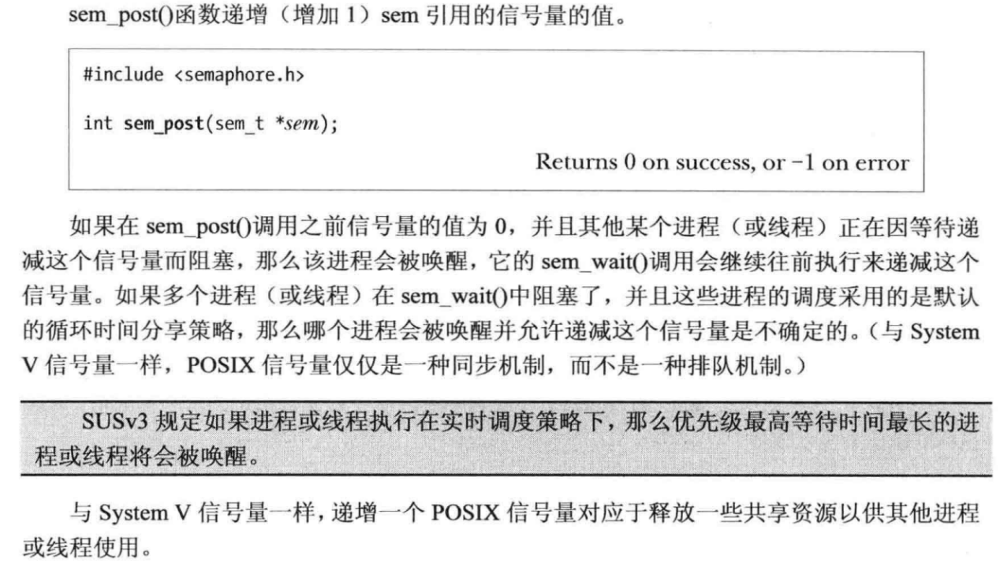 sem_post()函数递增（增加 1）sem 引用的信号量的值。
#include <semaphore.h>
int sem_post(sem_t *sem);
Returns 0 on success, or −1 on error
如果在 sem_post()调用之前信号量的值为 0，并且其他某个进程（或线程）正在因等待递
减这个信号量而阻塞，那么该进程会被唤醒，它的 sem_wait()调用会继续往前执行来递减这个
信号量。如果多个进程（或线程）在 sem_wait()中阻塞了，并且这些进程的调度采用的是默认
的循环时间分享策略，那么哪个进程会被唤醒并允许递减这个信号量是不确定的。（与 System
V 信号量一样，POSIX 信号量仅仅是一种同步机制，而不是一种排队机制。）
SUSv3 规定如果进程或线程执行在实时调度策略下，那么优先级最高等待时间最长的进
程或线程将会被唤醒。
与 System V 信号量一样，递增一个 POSIX 信号量对应于释放一些共享资源以供其他进程
或线程使用。